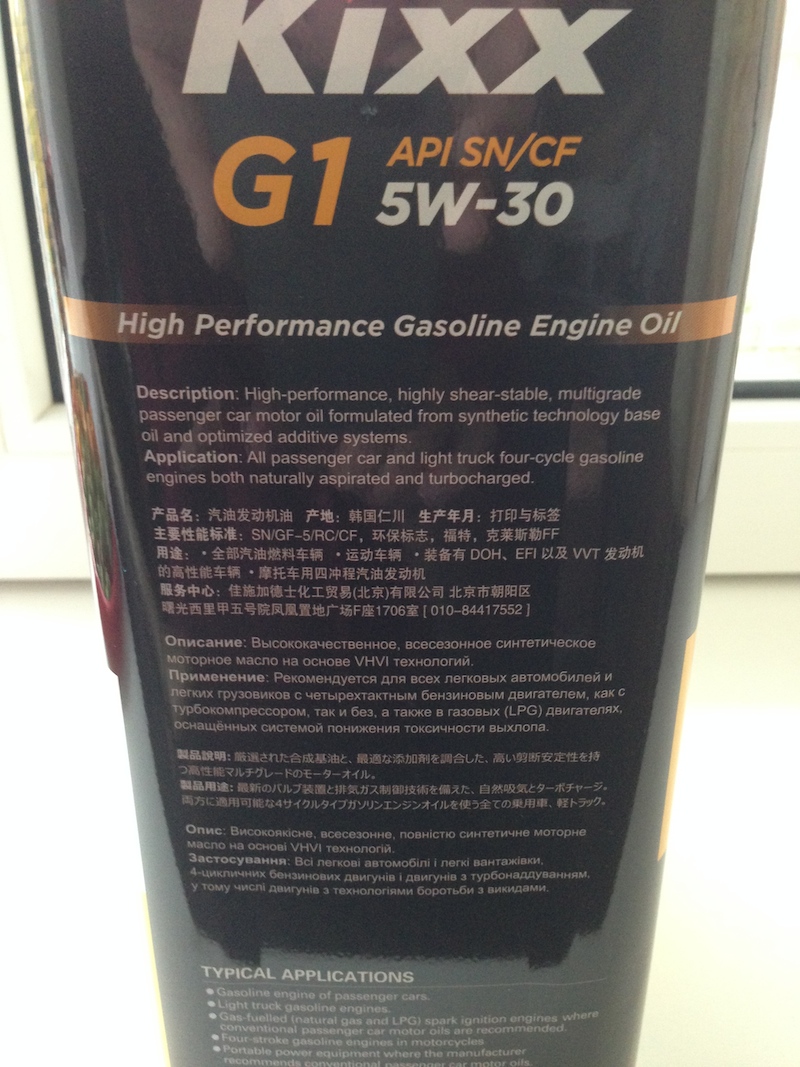 Kixx
G1 API SN/CF
5W-30
High Performance Gasoline Engine Oil
Description: High-performance, highly shear-stable, multigrade
passenger car motor oil formulated from synthetic technology base
oil and optimized additive systems.
Application: All passenger car and light truck four-cycle gasoline
engines both naturally aspirated and turbocharged.
产品名: 汽油发动机油 产地: 韩国仁川 生产年月: 打印与标签
主要性能标准: SN/GF-5/RC/CF, 环保标志, 福特, 克莱斯勒FF
用途: ・全部汽油燃料车辆 ・运动车辆 ・装备有 DOH、EFI 以及 VVT 发动机
的高性能车辆 ・摩托车用四冲程汽油发动机
服务中心: 佳施加德士化工贸易(北京)有限公司 北京市朝阳区
曙光西里甲五号院凤凰置地广场F座1706室 [ 010-84417552 ]
Описание: Высококачественное, всесезонное синтетическое
моторное масло на основе VHVI технологий.
Применение: Рекомендуется для всех легковых автомобилей и
легких грузовиков с четырехтактным бензиновым двигателем, как с
турбокомпрессором, так и без, а также в газовых (LPG) двигателях,
оснащённых системой понижения токсичности выхлопа.
製品說明: 厳選された合成基油と、最適な添加剤を調合した、高い剪断安定性を持
つ高性能マルチグレードのモーターオイル。
製品用途: 最新のバルブ装置と排気ガス制御技術を備えた、自然吸気とターボチャージ。
両方に適用可能な4サイクルタイプガソリンエンジンオイルを使う全ての乗用車、軽トラック。
Опис: Високоякісне, всесезонне, повністю синтетичне моторне
масло на основі VHVI технологій.
Застосування: Всі легкові автомобілі і легкі вантажівки,
4-цикличних бензинових двигунів і двигунів з турбонаддуванням,
у тому числі двигунів з технологіями боротьби з викидами.
TYPICAL APPLICATIONS
● Gasoline engine of passenger cars.
● Light truck gasoline engines.
● Gas-fuelled (natural gas and LPG) spark ignition engines where
conventional passenger car motor oils are recommended.
● Four-stroke gasoline engines in motorcycles
● Portable power equipment where the manufacturer
recommends conventional passenger car motor oils.